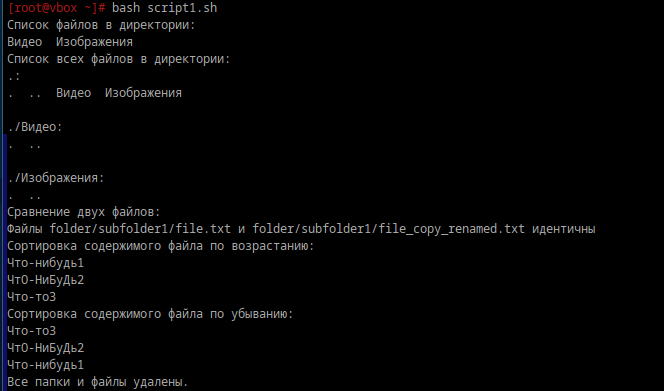 [root@vbox ~]# bash script1.sh
Список файлов в директории:
Видео  Изображения
Список всех файлов в директории:
.:
.  ..  Видео  Изображения

./Видео:
.  ..

./Изображения:
.  ..
Сравнение двух файлов:
Файлы folder/subfolder1/file.txt и folder/subfolder1/file_copy_renamed.txt идентичны
Сортировка содержимого файла по возрастанию:
Что-нибудь1
ЧтО-НиБуДь2
Что-то3
Сортировка содержимого файла по убыванию:
Что-то3
ЧтО-НиБуДь2
Что-нибудь1
Все папки и файлы удалены.